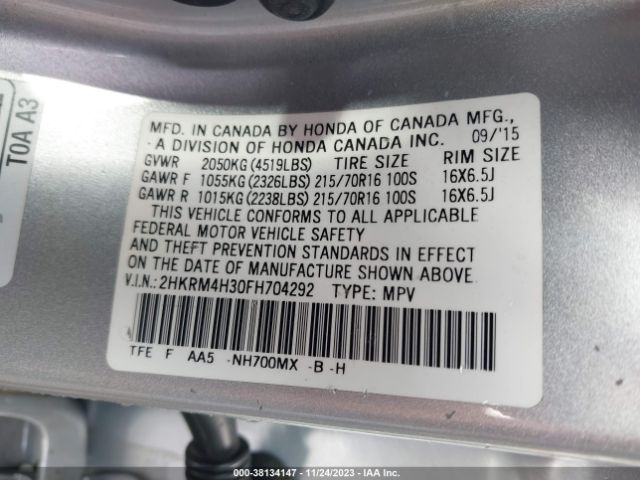 MFD. IN CANADA BY HONDA OF CANADA MFG.,
A DIVISION OF HONDA CANADA INC. 09/'15
GVWR 2050KG (4519LBS) TIRE SIZE RIM SIZE
GAWR F 1055KG (2326LBS) 215/70R16 100S 16X6.5J
GAWR R 1015KG (2238LBS) 215/70R16 100S 16X6.5J
THIS VEHICLE CONFORMS TO ALL APPLICABLE
FEDERAL MOTOR VEHICLE SAFETY
AND THEFT PREVENTION STANDARDS IN EFFECT
ON THE DATE OF MANUFACTURE SHOWN ABOVE.
V.I.N.: 2HKRM4H30FH704292 TYPE: MPV
TFE F AA5 -NH700MX -B -H
T0A A3
000-38134147 - 11/24/2023 - IAA Inc.